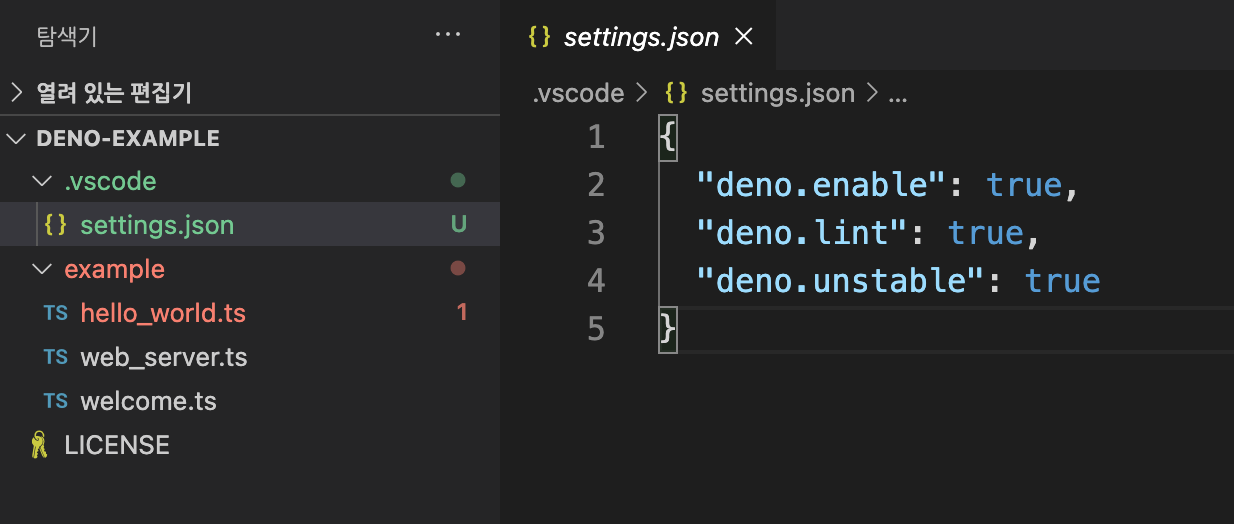 탐색기 ...
열려 있는 편집기
DENO-EXAMPLE
.vscode
{} settings.json U
example
TS hello_world.ts 1
TS web_server.ts
TS welcome.ts
LICENSE
{} settings.json ×
.vscode > {} settings.json > ...
1 {
2 "deno.enable": true,
3 "deno.lint": true,
4 "deno.unstable": true
5 }